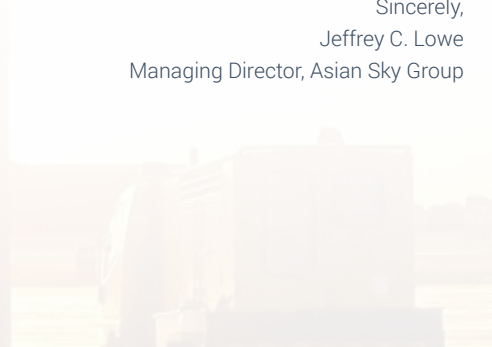 Sincerely,
Jeffrey C. Lowe
Managing Director, Asian Sky Group